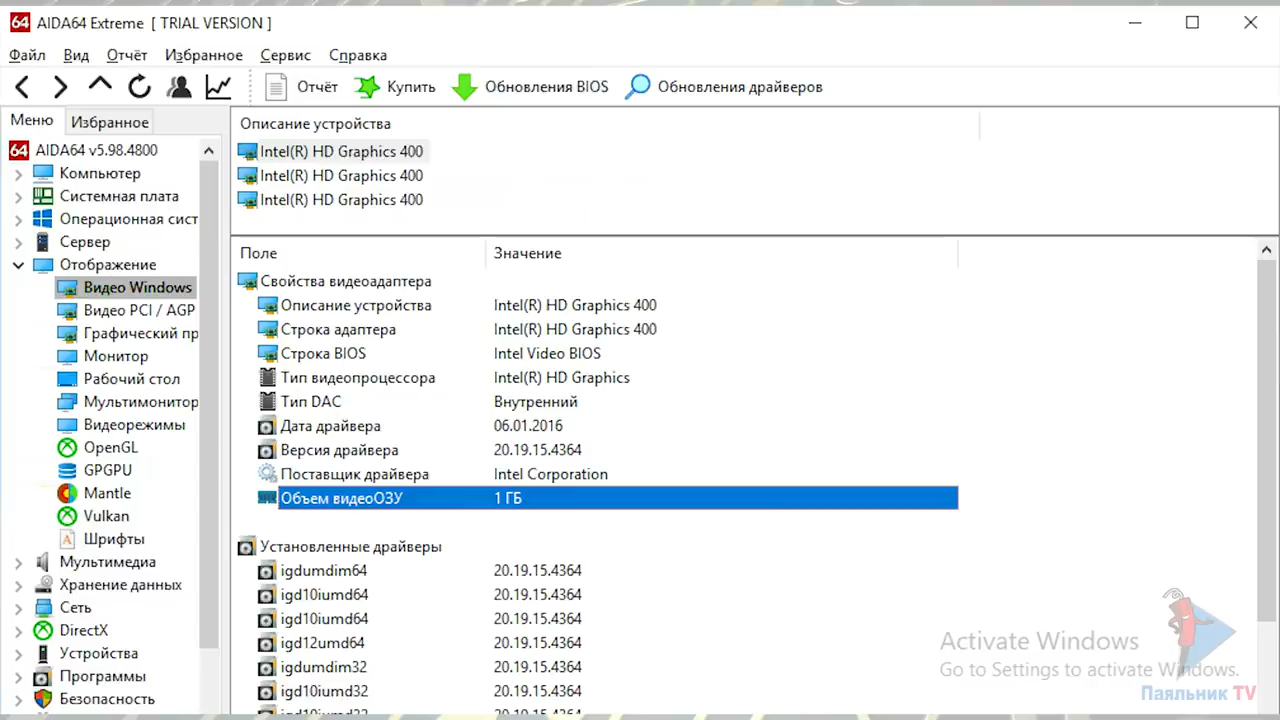 64 AIDA64 Extreme [ TRIAL VERSION ]
Файл Вид Отчёт Избранное Сервис Справка
Отчёт Купить Обновления BIOS Обновления драйверов
Меню Избранное
64 AIDA64 v5.98.4800
Компьютер
Системная плата
Операционная сист
Сервер
Отображение
Видео Windows
Видео PCI / AGP
Графический пр
Монитор
Рабочий стол
Мультимонитор
Видеорежимы
OpenGL
GPGPU
Mantle
Vulkan
Шрифты
Мультимедиа
Хранение данных
Сеть
DirectX
Устройства
Программы
Безопасность
Описание устройства
Intel(R) HD Graphics 400
Intel(R) HD Graphics 400
Intel(R) HD Graphics 400
Поле Значение
Свойства видеоадаптера
Описание устройства Intel(R) HD Graphics 400
Строка адаптера Intel(R) HD Graphics 400
Строка BIOS Intel Video BIOS
Тип видеопроцессора Intel(R) HD Graphics
Тип DAC Внутренний
Дата драйвера 06.01.2016
Версия драйвера 20.19.15.4364
Поставщик драйвера Intel Corporation
Объем видеоОЗУ 1 ГБ
Установленные драйверы
igdumdim64 20.19.15.4364
igd10iumd64 20.19.15.4364
igd10iumd64 20.19.15.4364
igd12umd64 20.19.15.4364
igdumdim32 20.19.15.4364
igd10iumd32 20.19.15.4364
Activate Windows
Go to Settings to activate Windows.
Паяльник TV